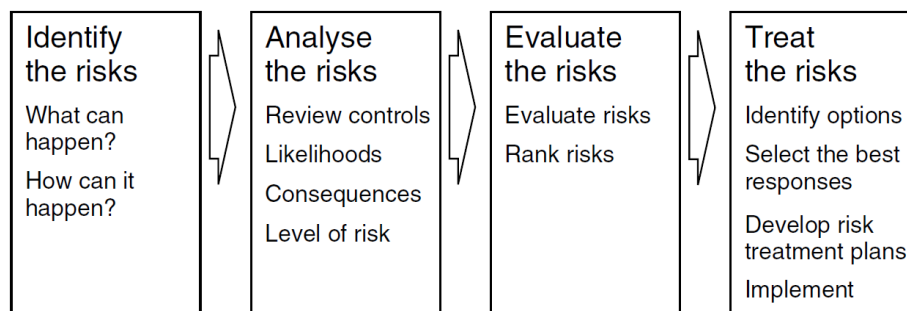 Identify
the risks
What can
happen?
How can it
happen?
Analyse
the risks
Review controls
Likelihoods
Consequences
Level of risk
Evaluate
the risks
Evaluate risks
Rank risks
Treat
the risks
Identify options
Select the best
responses
Develop risk
treatment plans
Implement